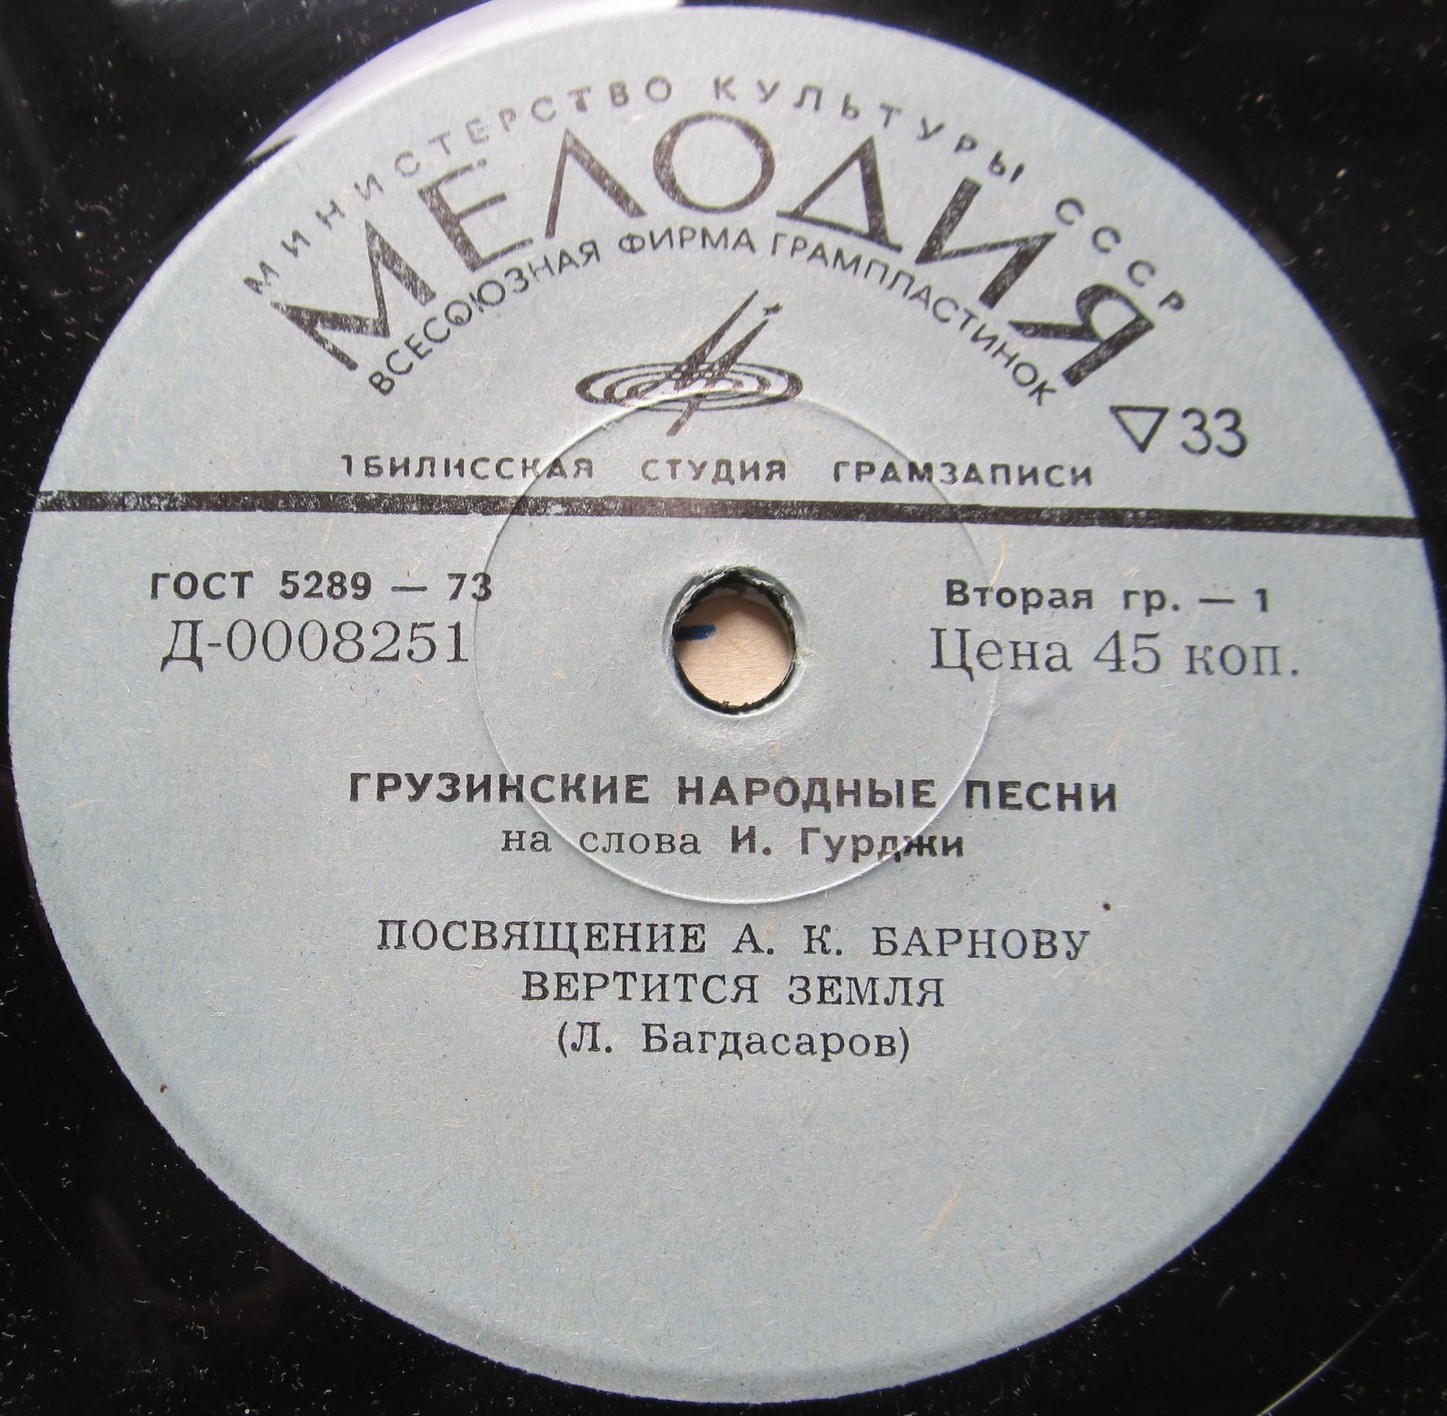 МИНИСТЕРСТВО КУЛЬТУРЫ СССР
МЕЛОДИЯ
ВСЕСОЮЗНАЯ ФИРМА ГРАМПЛАСТИНОК
33
ТБИЛИССКАЯ СТУДИЯ ГРАМЗАПИСИ
ГОСТ 5289 — 73
Д-0008251
Вторая гр. — 1
Цена 45 коп.
ГРУЗИНСКИЕ НАРОДНЫЕ ПЕСНИ
на слова И. Гурджи
ПОСВЯЩЕНИЕ А. К. БАРНОВУ
ВЕРТИТСЯ ЗЕМЛЯ
(Л. Багдасаров)